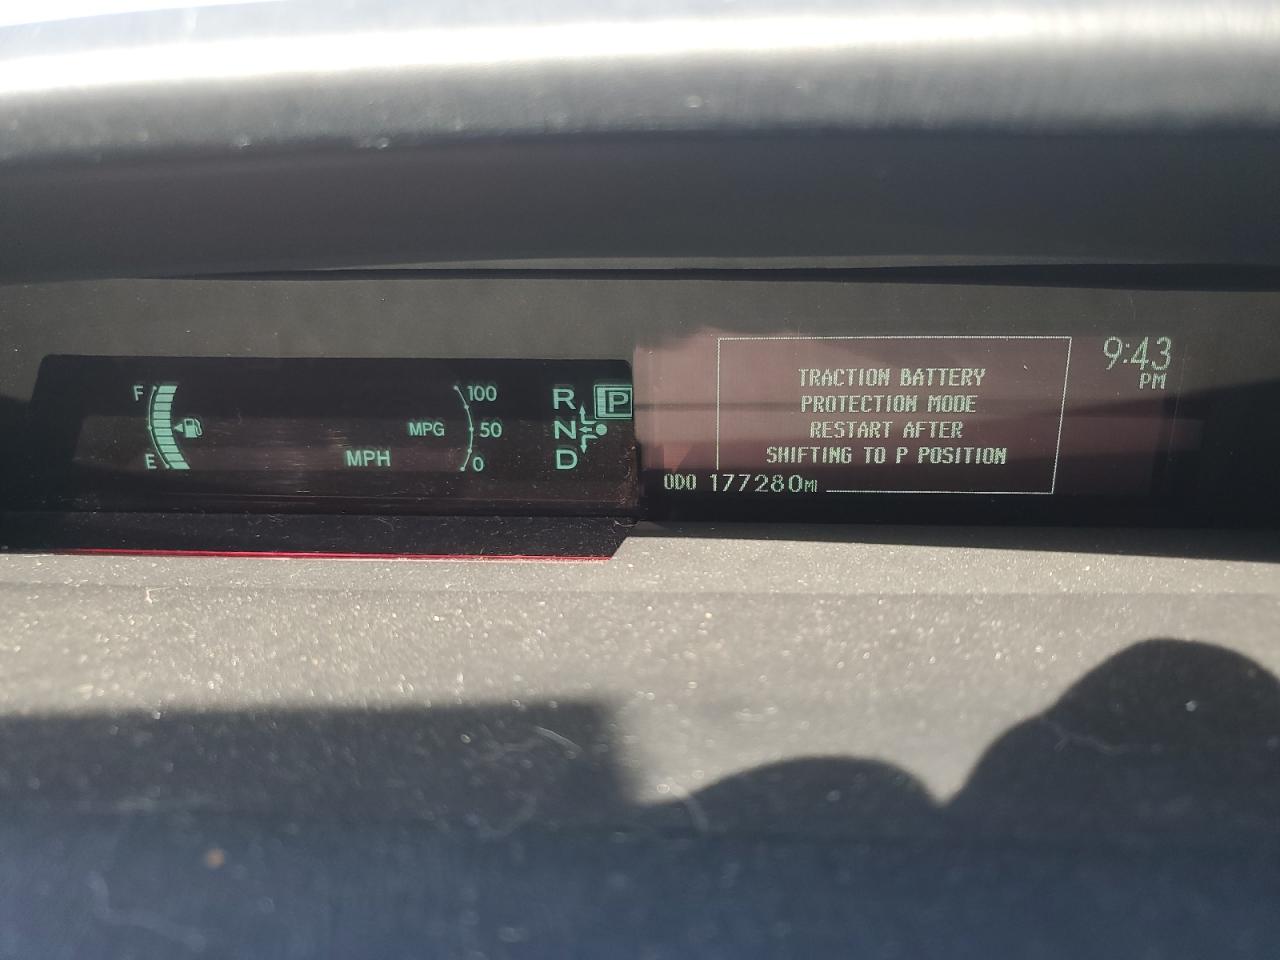 F
E
MPH
MPG
100
50
0
R
N
D
P
TRACTION BATTERY
PROTECTION MODE
RESTART AFTER
SHIFTING TO P POSITION
ODO 177280MI
9:43
PM